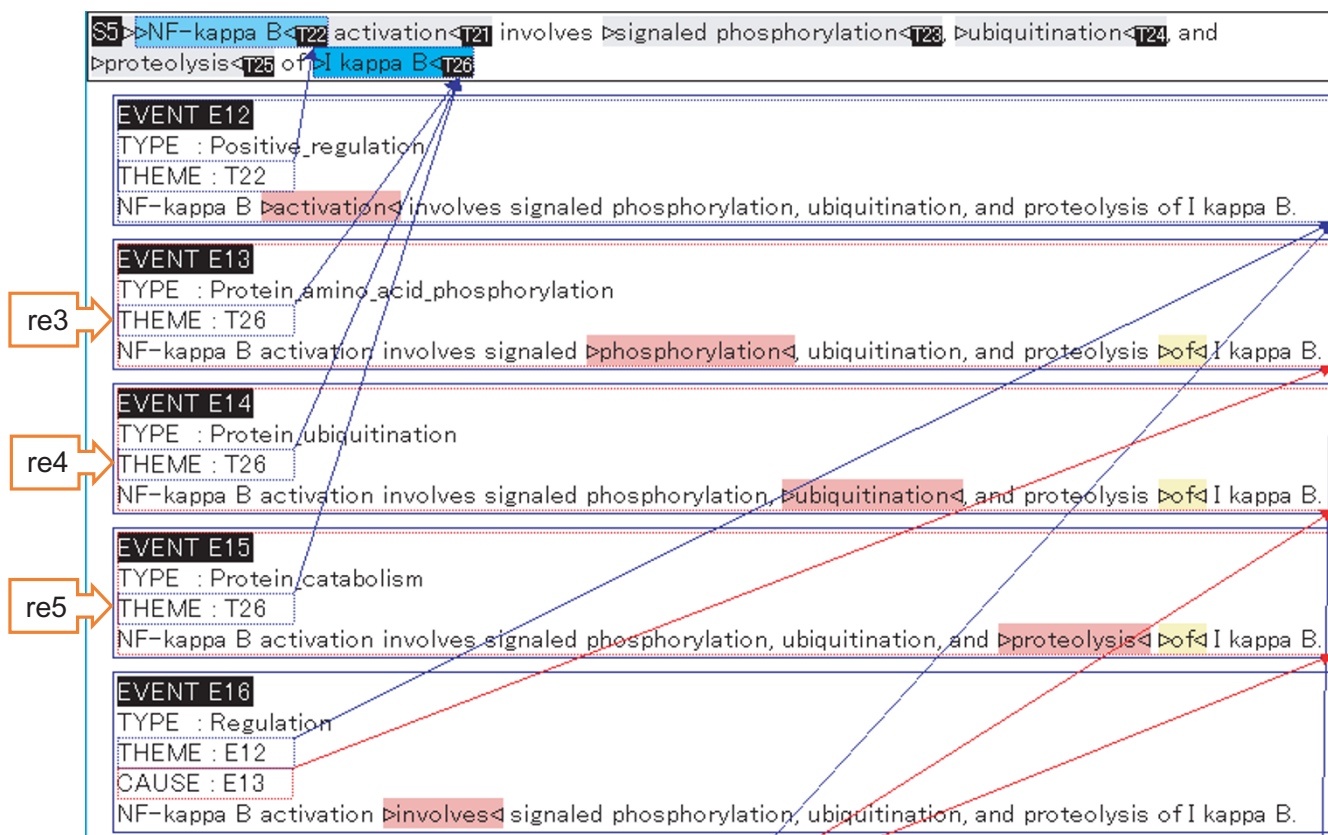 S5 ▷▷NF-kappa B◁T22 activation◁T21 involves ▷signaled phosphorylation◁T23, ▷ubiquitination◁T24, and
▷proteolysis◁T25 of ▷I kappa B◁T26
EVENT E12
TYPE : Positive_regulation
THEME : T22
NF-kappa B ▷activation◁ involves signaled phosphorylation, ubiquitination, and proteolysis of I kappa B.
EVENT E13
TYPE : Protein_amino_acid_phosphorylation
re3
THEME : T26
NF-kappa B activation involves signaled ▷phosphorylation◁, ubiquitination, and proteolysis ▷of◁ I kappa B.
EVENT E14
TYPE : Protein_ubiquitination
re4
THEME : T26
NF-kappa B activation involves signaled phosphorylation, ▷ubiquitination◁, and proteolysis ▷of◁ I kappa B.
EVENT E15
TYPE : Protein_catabolism
re5
THEME : T26
NF-kappa B activation involves signaled phosphorylation, ubiquitination, and ▷proteolysis◁ ▷of◁ I kappa B.
EVENT E16
TYPE : Regulation
THEME : E12
CAUSE : E13
NF-kappa B activation ▷involves◁ signaled phosphorylation, ubiquitination, and proteolysis of I kappa B.